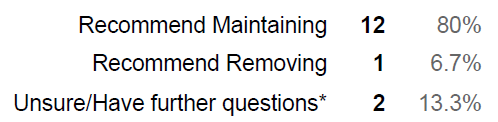 Recommend Maintaining 12 80%
Recommend Removing 1 6.7%
Unsure/Have further questions* 2 13.3%